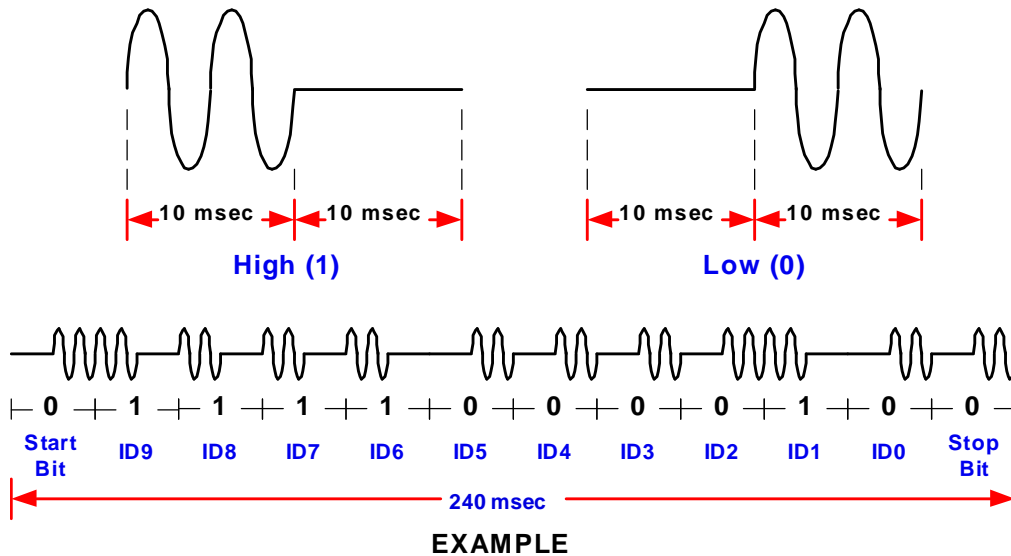 10 msec 10 msec 10 msec 10 msec
High (1) Low (0)
0 1 1 1 1 0 0 0 0 1 0 0
Start Bit ID9 ID8 ID7 ID6 ID5 ID4 ID3 ID2 ID1 ID0 Stop Bit
240 msec
EXAMPLE